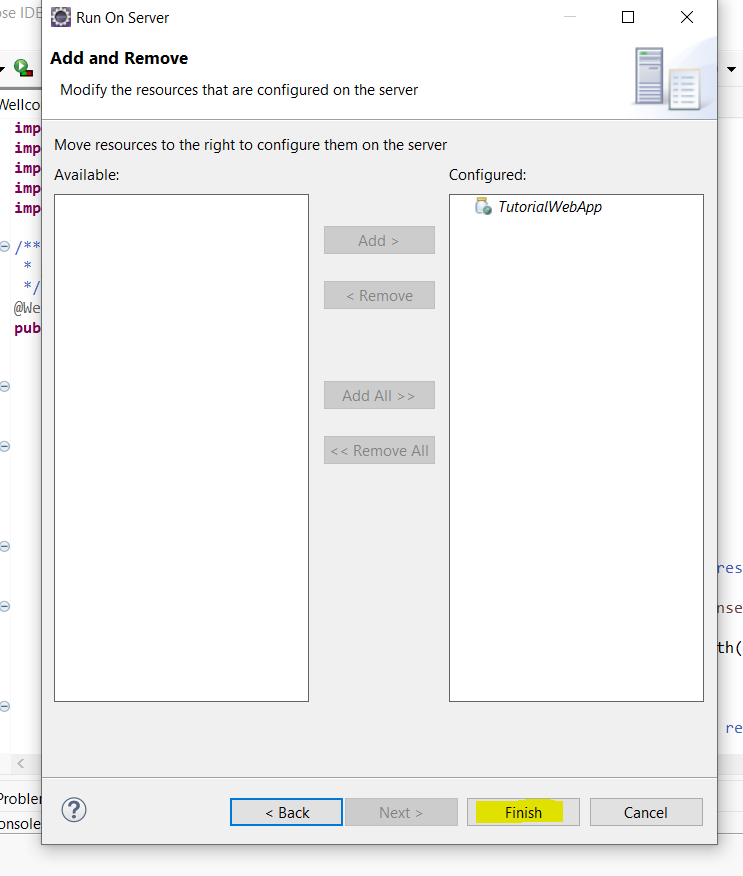 ose IDE
Run On Server
Add and Remove
Modify the resources that are configured on the server
Wellco
imp
imp
imp
imp
imp
/**
*
*/
@We
pub
Move resources to the right to configure them on the server
Available:
Configured:
TutorialWebApp
Add >
< Remove
Add All >>
<< Remove All
res
nse
th(
re
Problem
onsole
?
< Back
Next >
Finish
Cancel